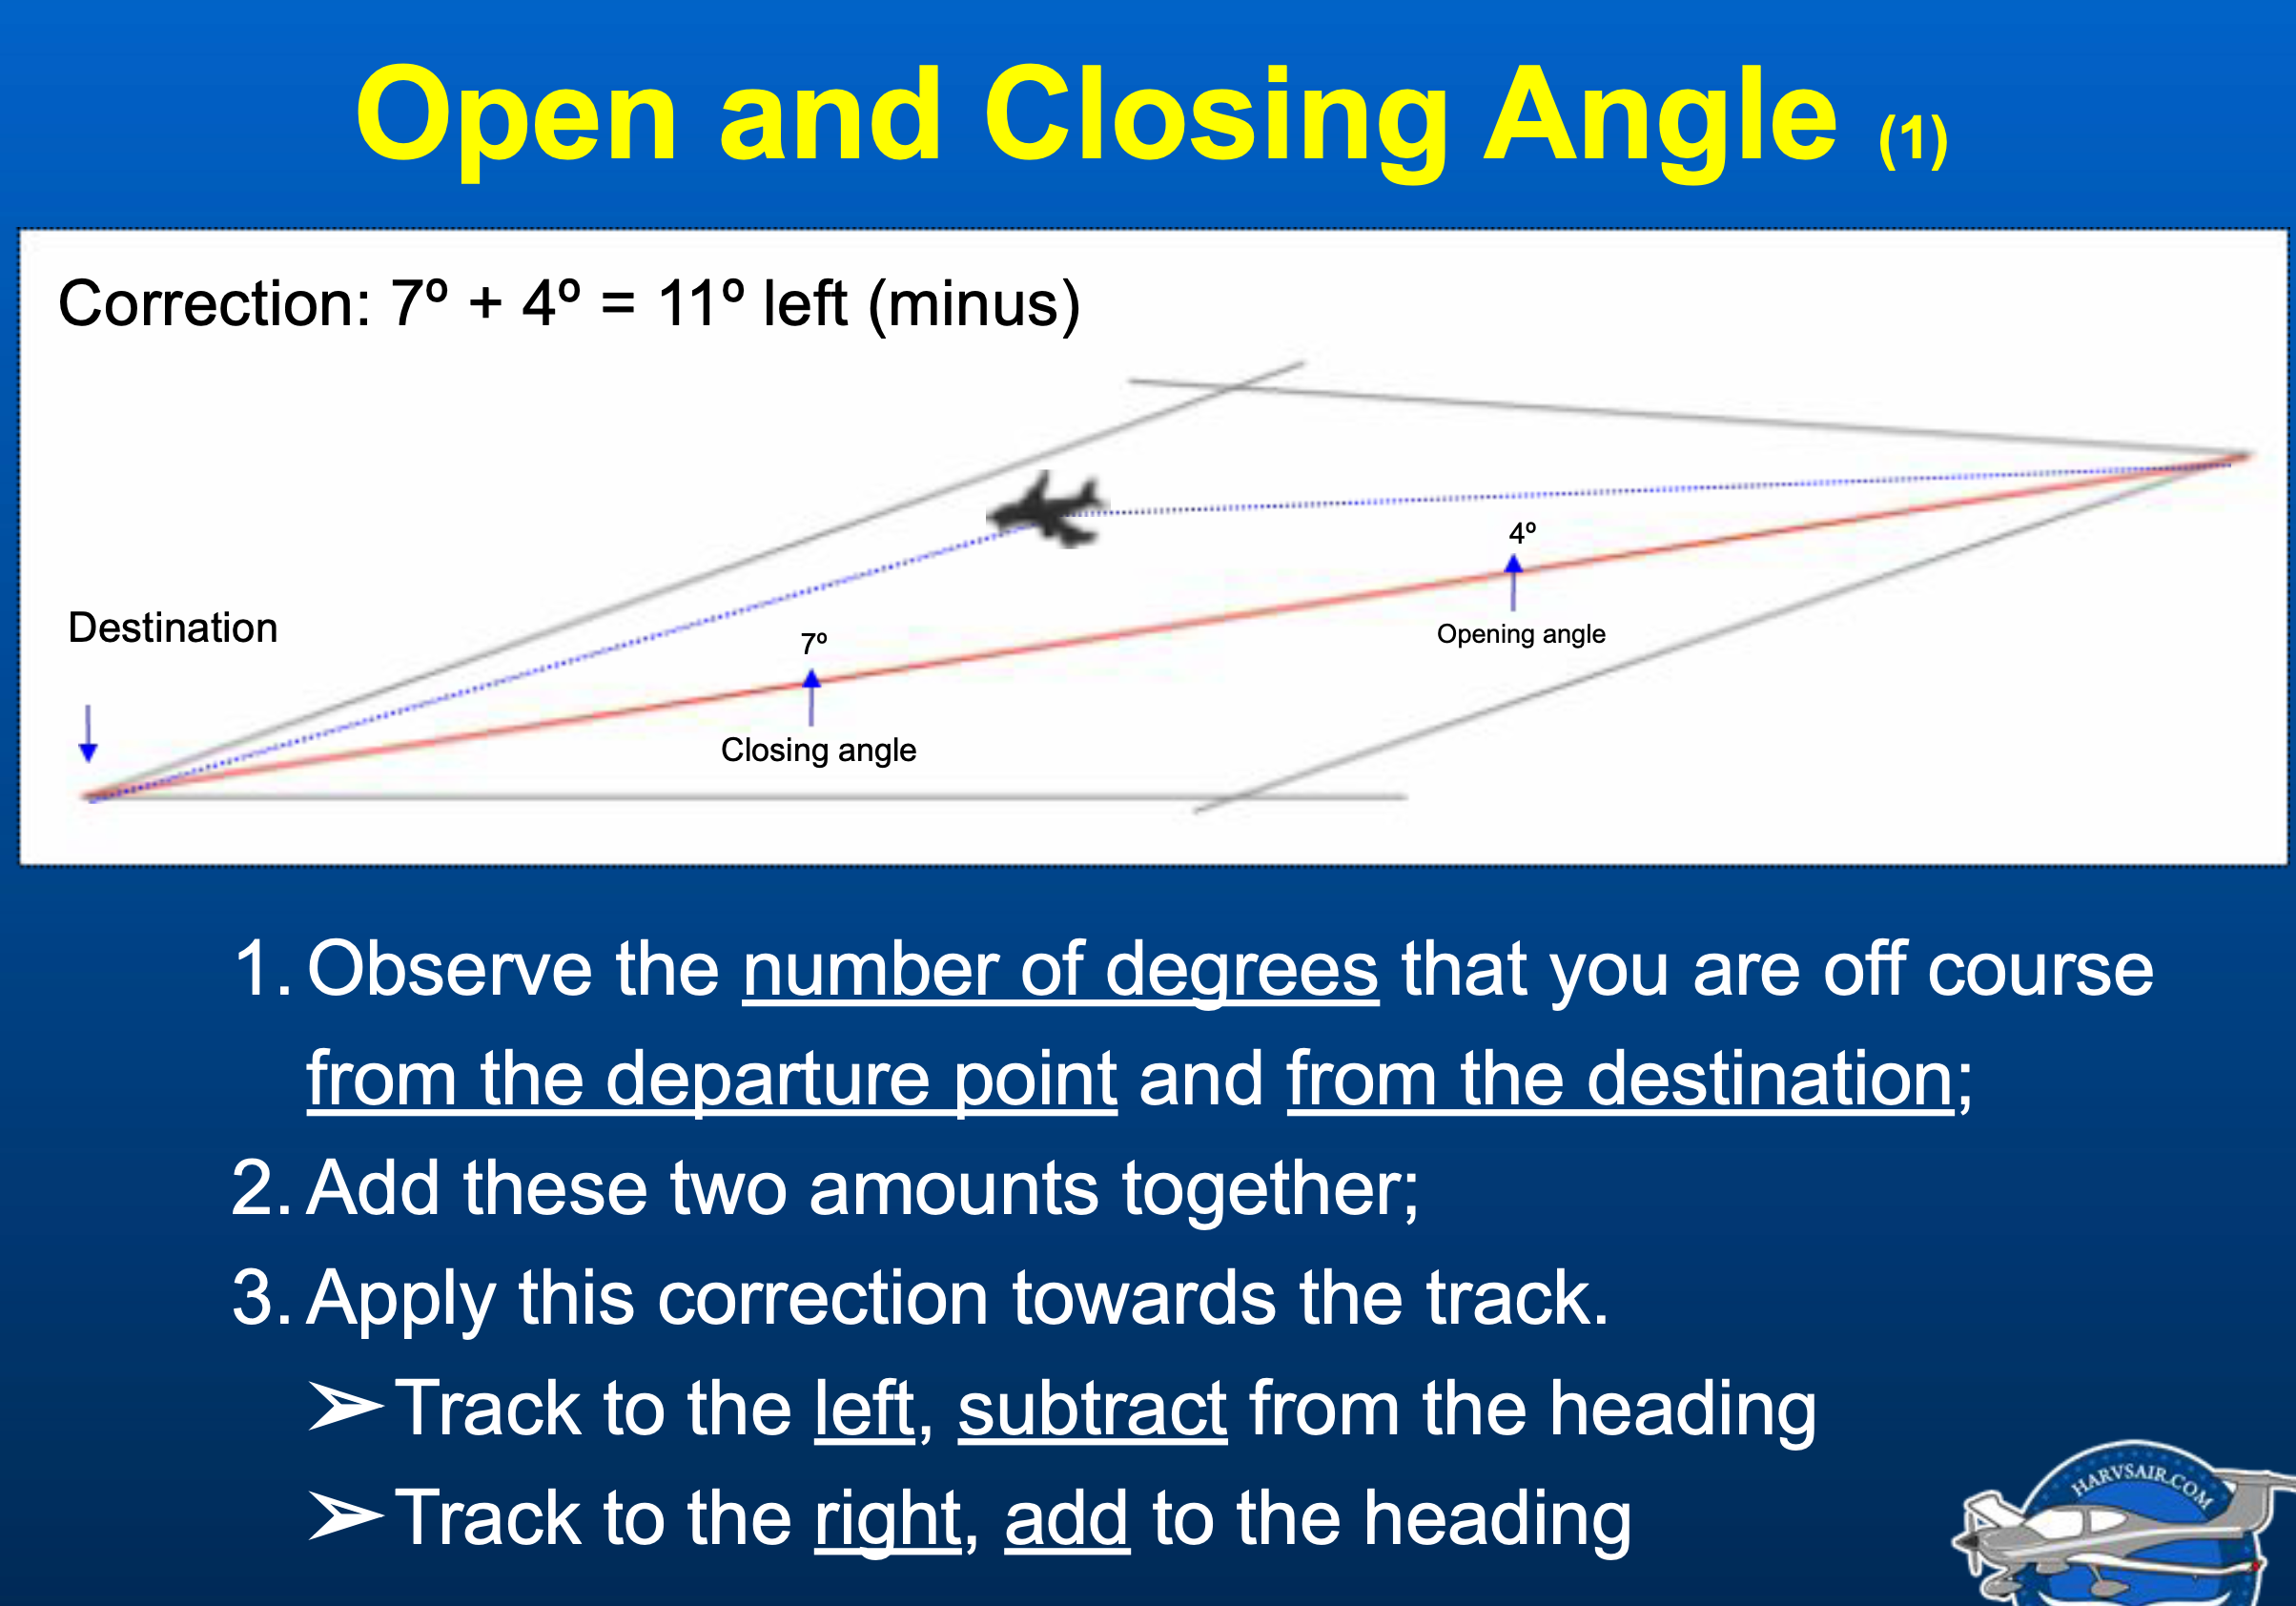 Open and Closing Angle (1)
Correction: 7º + 4º = 11º left (minus)
4º
Destination
7º
Opening angle
Closing angle
1. Observe the number of degrees that you are off course
from the departure point and from the destination;
2. Add these two amounts together;
3. Apply this correction towards the track.
➢ Track to the left, subtract from the heading
➢ Track to the right, add to the heading
HARVSAIR.COM